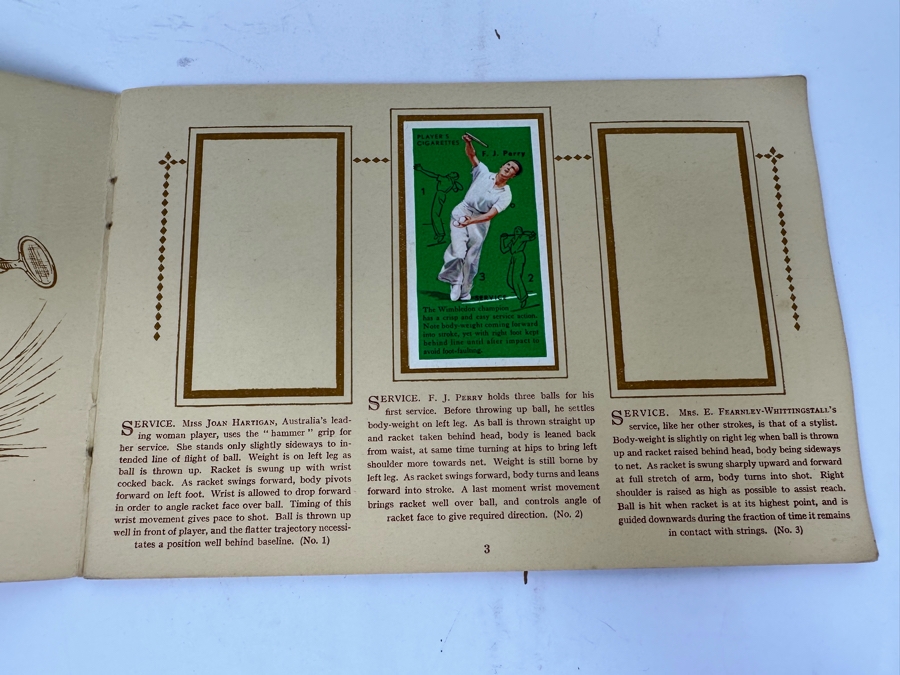 PLAYER'S
CIGARETTES
F. J. Perry
1
3
2
SERVICE
The Wimbledon champion
has a crisp and easy service action.
Note body-weight coming forward
into stroke, yet with right foot kept
behind line until after impact to
avoid foot-faulting.
SERVICE. MISS JOAN HARTIGAN, Australia's lead-
ing woman player, uses the "hammer" grip for
her service. She stands only slightly sideways to in-
tended line of flight of ball. Weight is on left leg as
ball is thrown up. Racket is swung up with wrist
cocked back. As racket swings forward, body pivots
forward on left foot. Wrist is allowed to drop forward
in order to angle racket face over ball. Timing of this
wrist movement gives pace to shot. Ball is thrown up
well in front of player, and the flatter trajectory necessi-
tates a position well behind baseline. (No. 1)
SERVICE. F. J. PERRY holds three balls for his
first service. Before throwing up ball, he settles
body-weight on left leg. As ball is thrown straight up
and racket taken behind head, body is leaned back
from waist, at same time turning at hips to bring left
shoulder more towards net. Weight is still borne by
left leg. As racket swings forward, body turns and leans
forward into stroke. A last moment wrist movement
brings racket well over ball, and controls angle of
racket face to give required direction. (No. 2)
SERVICE. MRS. E. FEARNLEY-WHITTINGSTALL'S
service, like her other strokes, is that of a stylist.
Body-weight is slightly on right leg when ball is thrown
up and racket raised behind head, body being sideways
to net. As racket is swung sharply upward and forward
at full stretch of arm, body turns into shot. Right
shoulder is raised as high as possible to assist reach.
Ball is hit when racket is at its highest point, and is
guided downwards during the fraction of time it remains
in contact with strings. (No. 3)
3